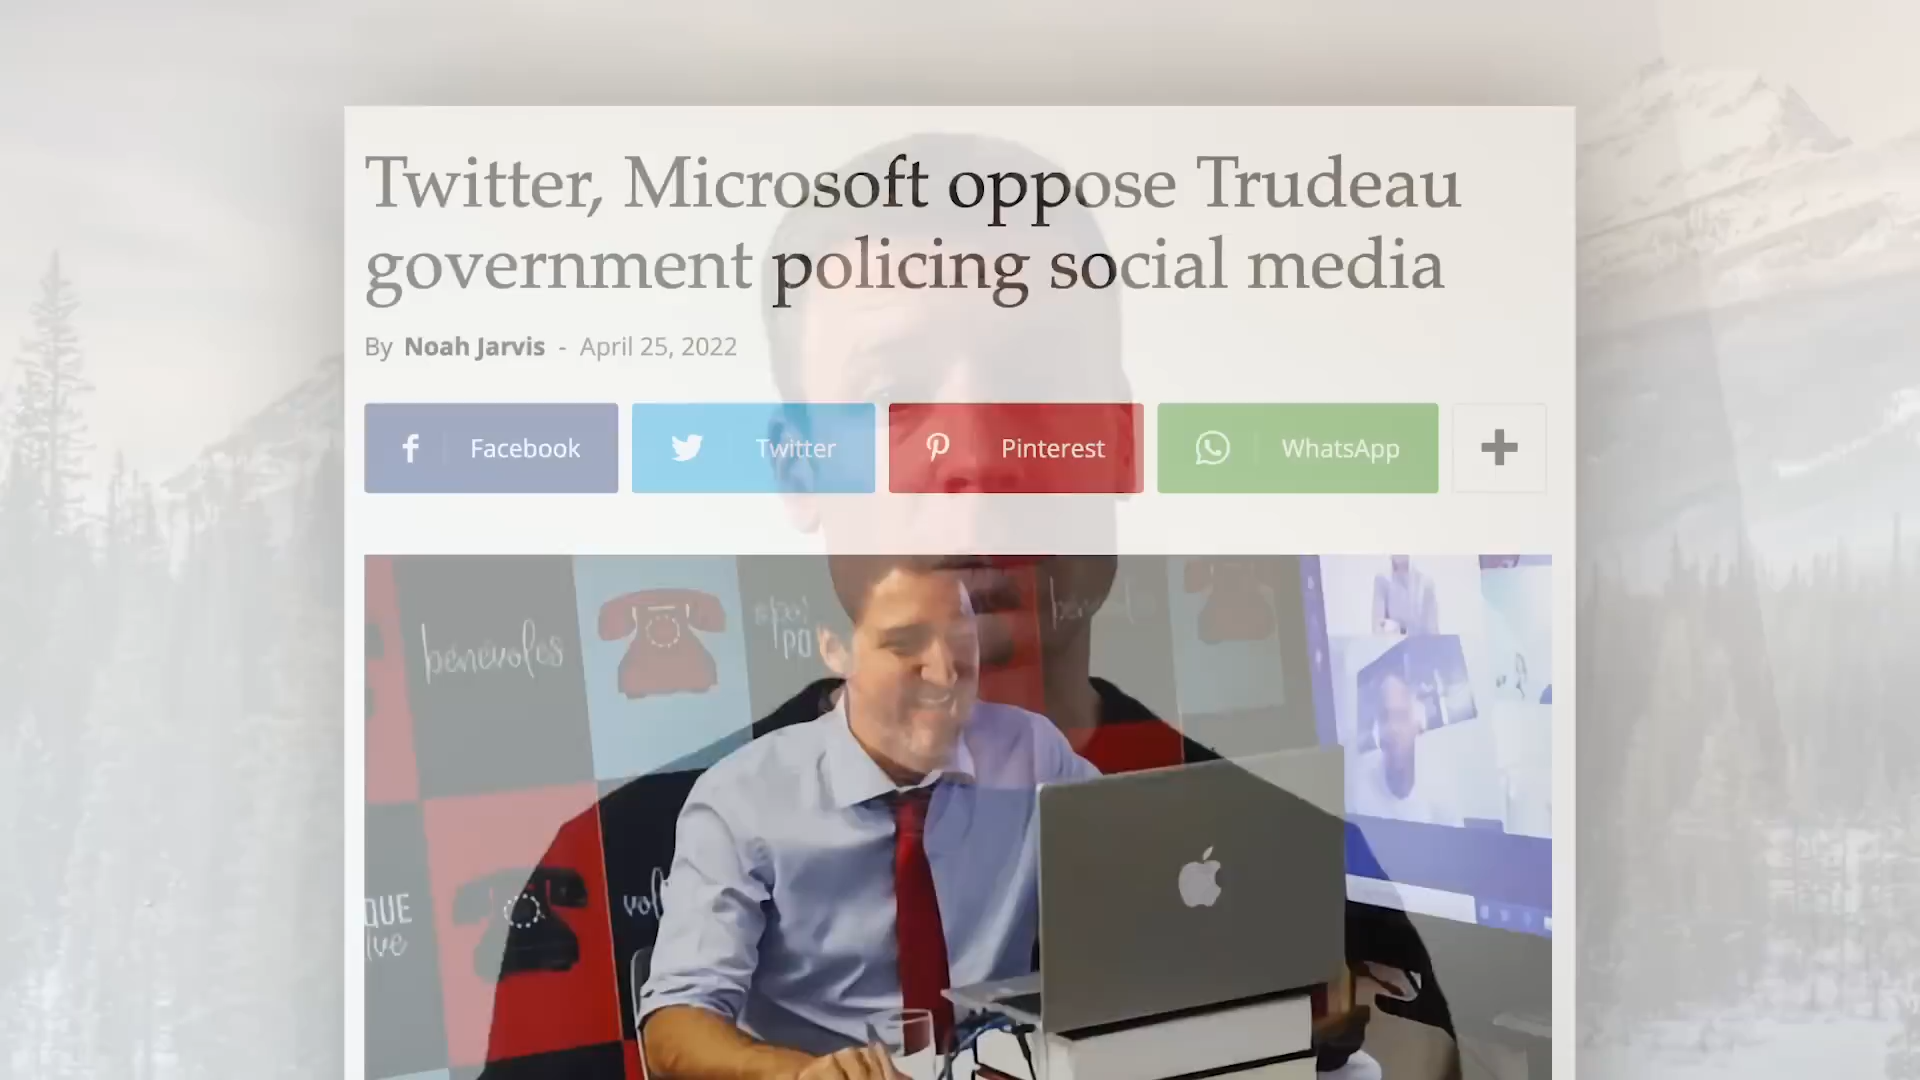 Twitter, Microsoft oppose Trudeau
government policing social media
By Noah Jarvis - April 25, 2022
Facebook
Twitter
Pinterest
WhatsApp
bénévoles
QUE